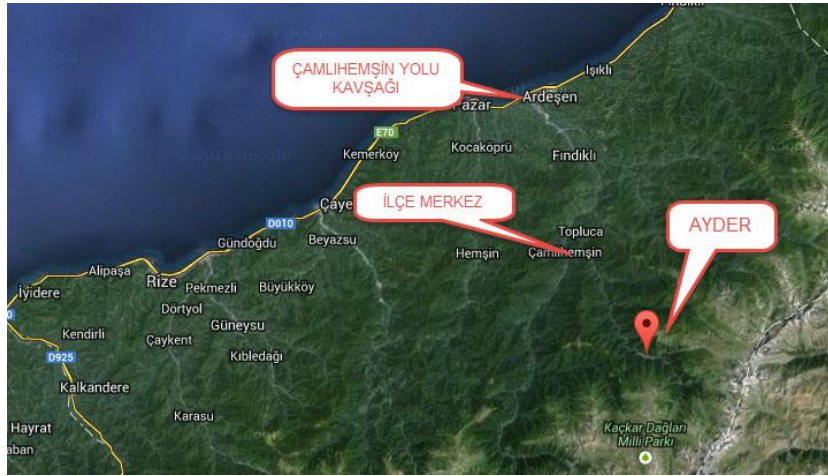 Fındıklı
ÇAMLIHEMŞİN YOLU
KAVŞAĞI
Işıklı
Ardeşen
Pazar
E70
Kemerköy
Kocaköprü
Fındıklı
İLÇE MERKEZ
Çaye
D010
Gündoğdu
Beyazsu
Topluca
Hemşin
Çamlıhemşin
AYDER
Alipaşa
Rize
Pekmezli
Büyükköy
İyidere
Dörtyol
Güneysu
Kendirli
Çaykent
Kıbledağı
D925
Kalkandere
Karasu
Hayrat
aban
Kaçkar Dağları
Milli Parkı